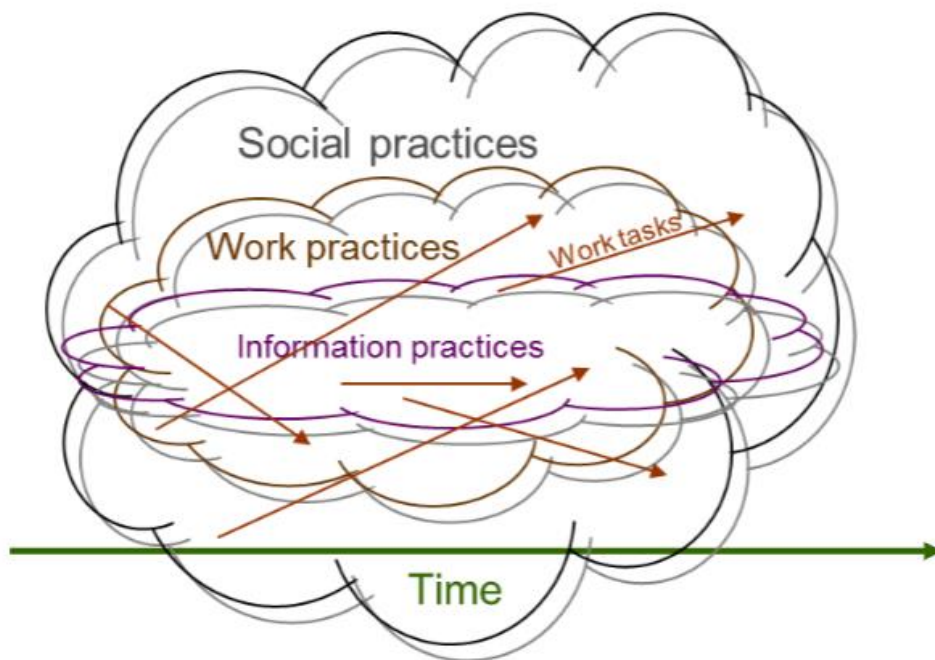 Social practices
Work practices
Work tasks
Information practices
Time